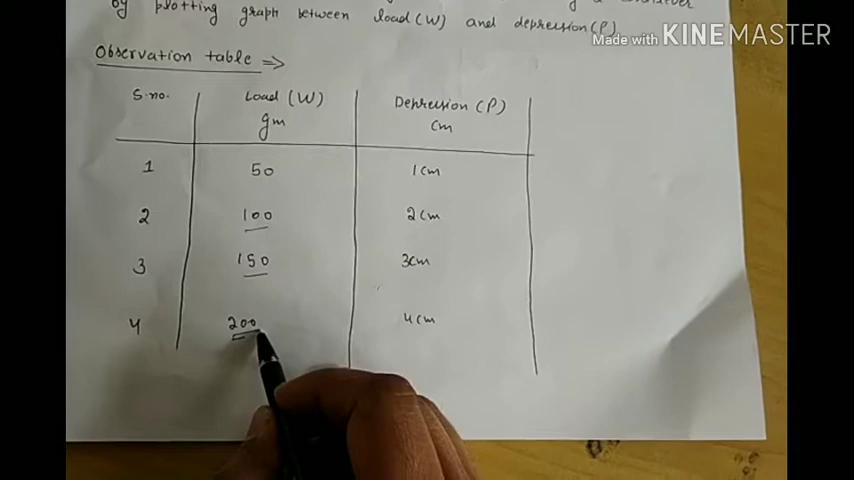 by plotting graph between load (W) and depression (P)
Made with KINEMASTER
Observation table ⇒
S.no. Load (W) gm Depression (P) cm
1 50 1cm
2 100 2cm
3 150 3cm
4 200 4cm